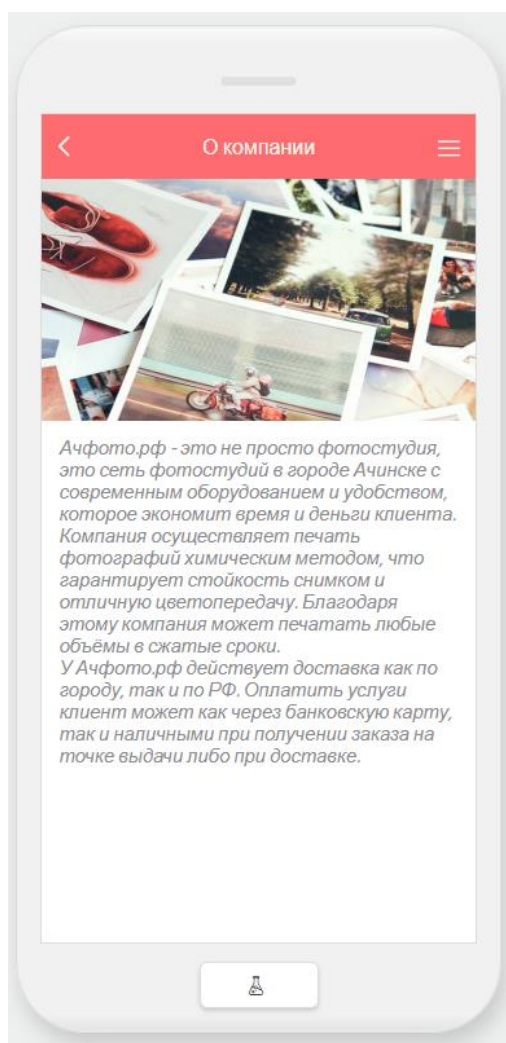 О компании
Ачфото.рф - это не просто фотостудия,
это сеть фотостудий в городе Ачинске с
современным оборудованием и удобством,
которое экономит время и деньги клиента.
Компания осуществляет печать
фотографий химическим методом, что
гарантирует стойкость снимком и
отличную цветопередачу. Благодаря
этому компания может печатать любые
объёмы в сжатые сроки.
У Ачфото.рф действует доставка как по
городу, так и по РФ. Оплатить услуги
клиент может как через банковскую карту,
так и наличными при получении заказа на
точке выдачи либо при доставке.